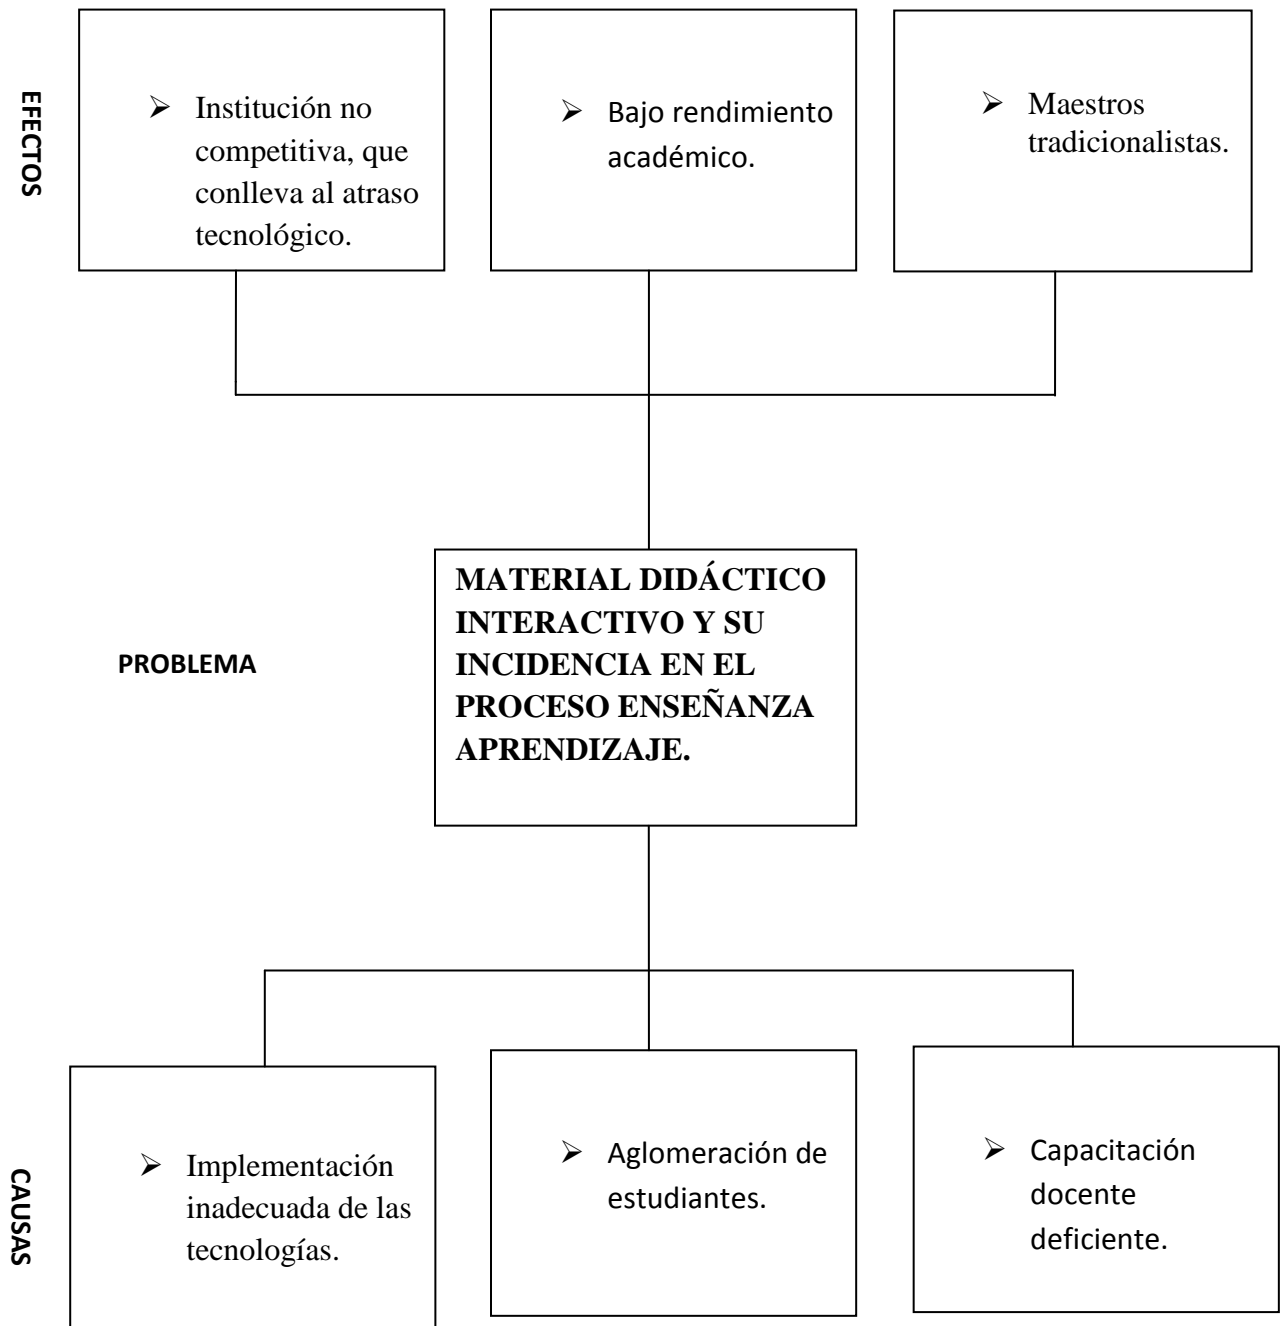 EFECTOS
➢ Institución no
competitiva, que
conlleva al atraso
tecnológico.
➢ Bajo rendimiento
académico.
➢ Maestros
tradicionalistas.
PROBLEMA
MATERIAL DIDÁCTICO
INTERACTIVO Y SU
INCIDENCIA EN EL
PROCESO ENSEÑANZA
APRENDIZAJE.
CAUSAS
➢ Implementación
inadecuada de las
tecnologías.
➢ Aglomeración de
estudiantes.
➢ Capacitación
docente
deficiente.